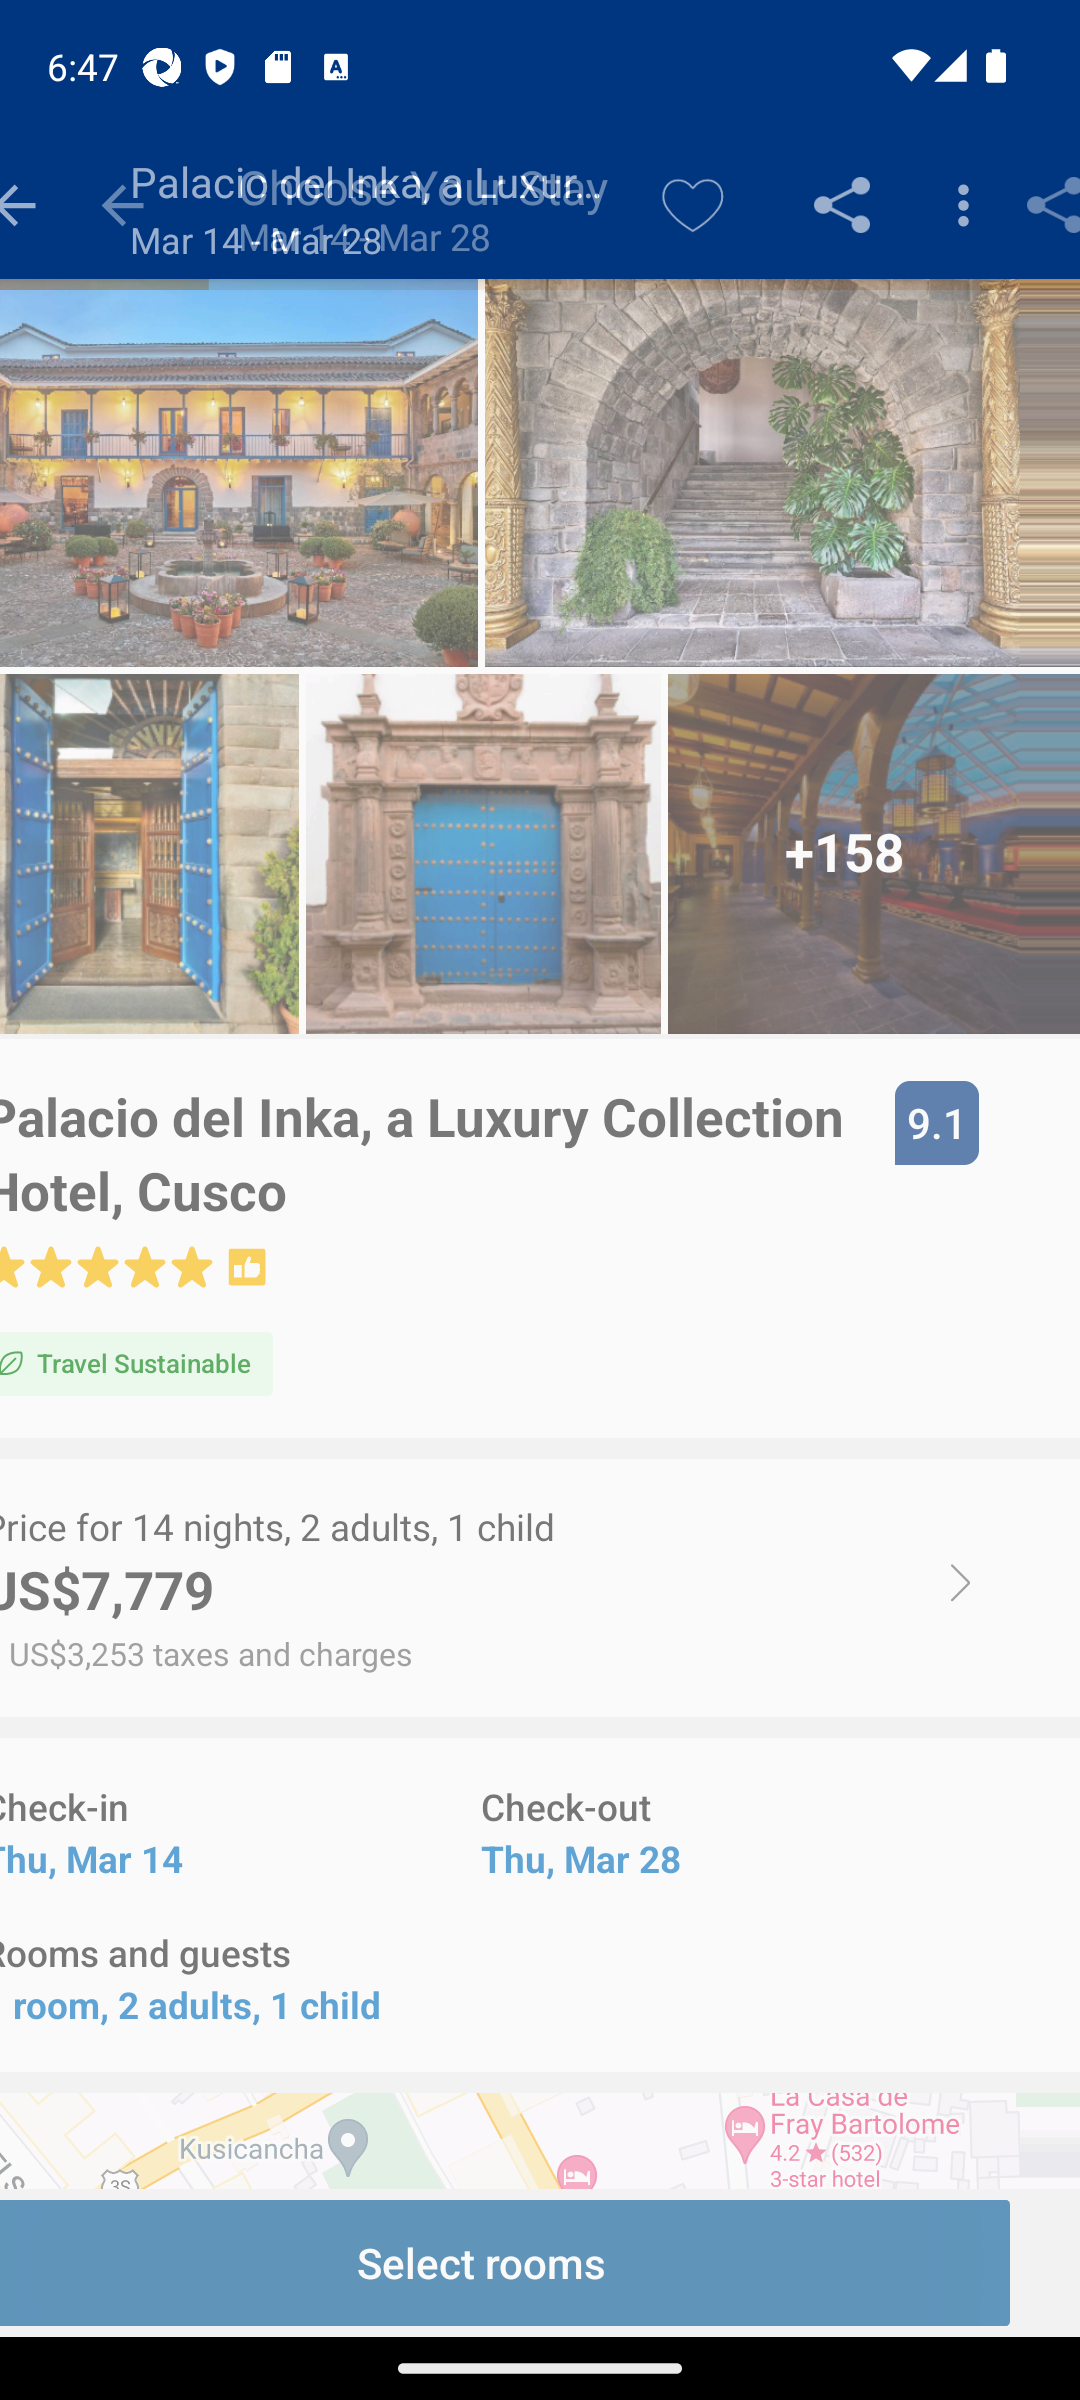 6:47
Palacio del Inka, a Luxur...
Choose Your Stay
Mar 14 - Mar 28
Mar 14 - Mar 28
+158
Palacio del Inka, a Luxury Collection
9.1
Hotel, Cusco
Travel Sustainable
Price for 14 nights, 2 adults, 1 child
US$7,779
US$3,253 taxes and charges
Check-in
Check-out
Thu, Mar 14
Thu, Mar 28
Rooms and guests
room, 2 adults, 1 child
La Casa de
Fray Bartolome
Kusicancha
4.2 ★ (532)
3S
3-star hotel
Select rooms